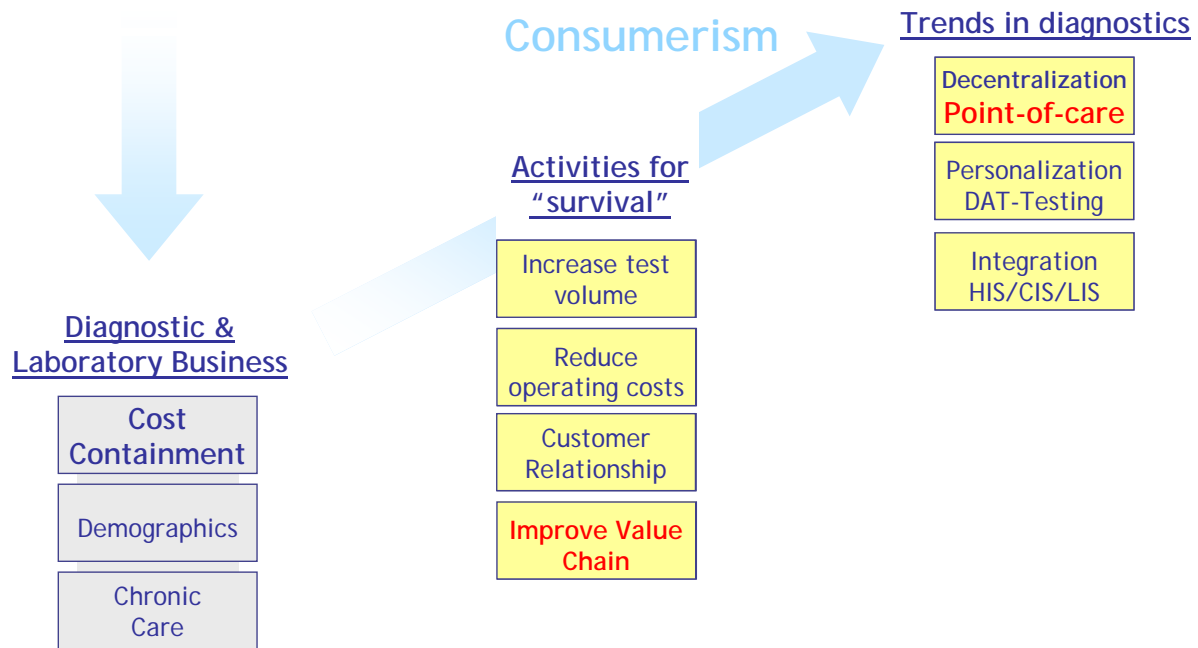 Consumerism
Trends in diagnostics
Decentralization
Point-of-care
Personalization
DAT-Testing
Integration
HIS/CIS/LIS
Activities for
“survival”
Increase test
volume
Reduce
operating costs
Customer
Relationship
Improve Value
Chain
Diagnostic &
Laboratory Business
Cost
Containment
Demographics
Chronic
Care